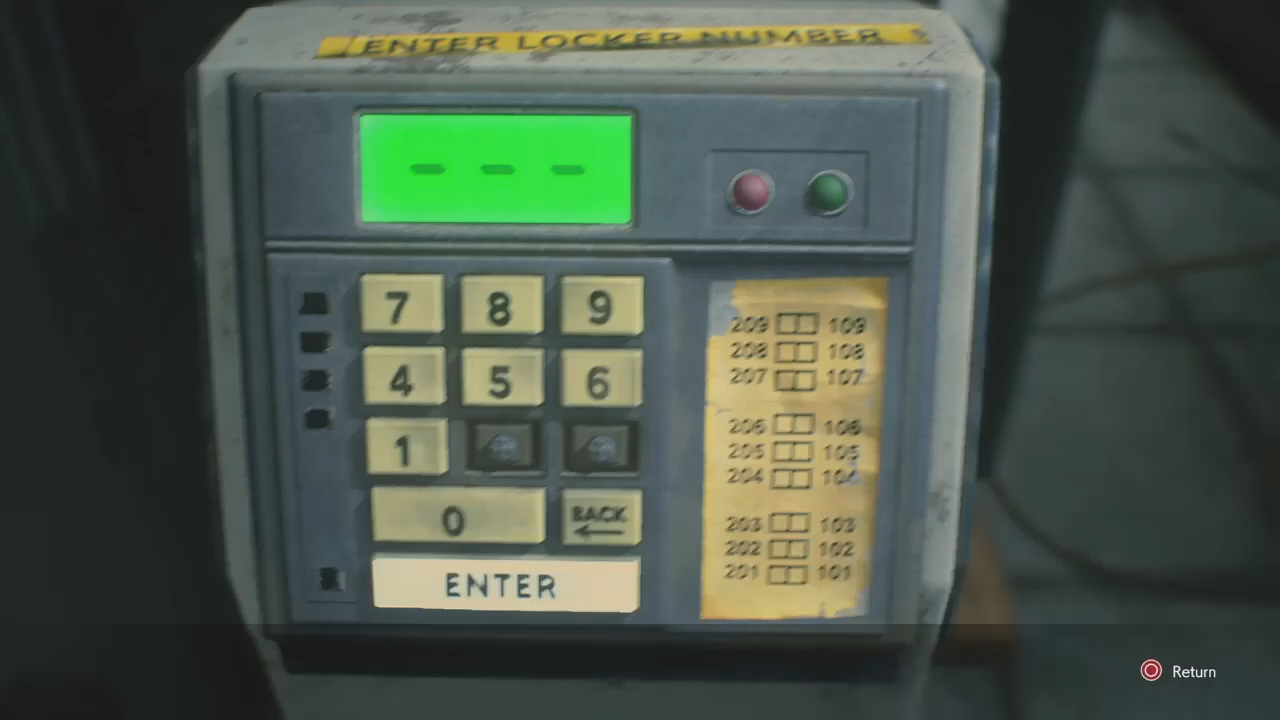 ENTER LOCKER NUMBER
- - -
7 8 9
4 5 6
1
0 BACK
ENTER
209 109
208 108
207 107
206 106
205 105
204 104
203 103
202 102
201 101
Return